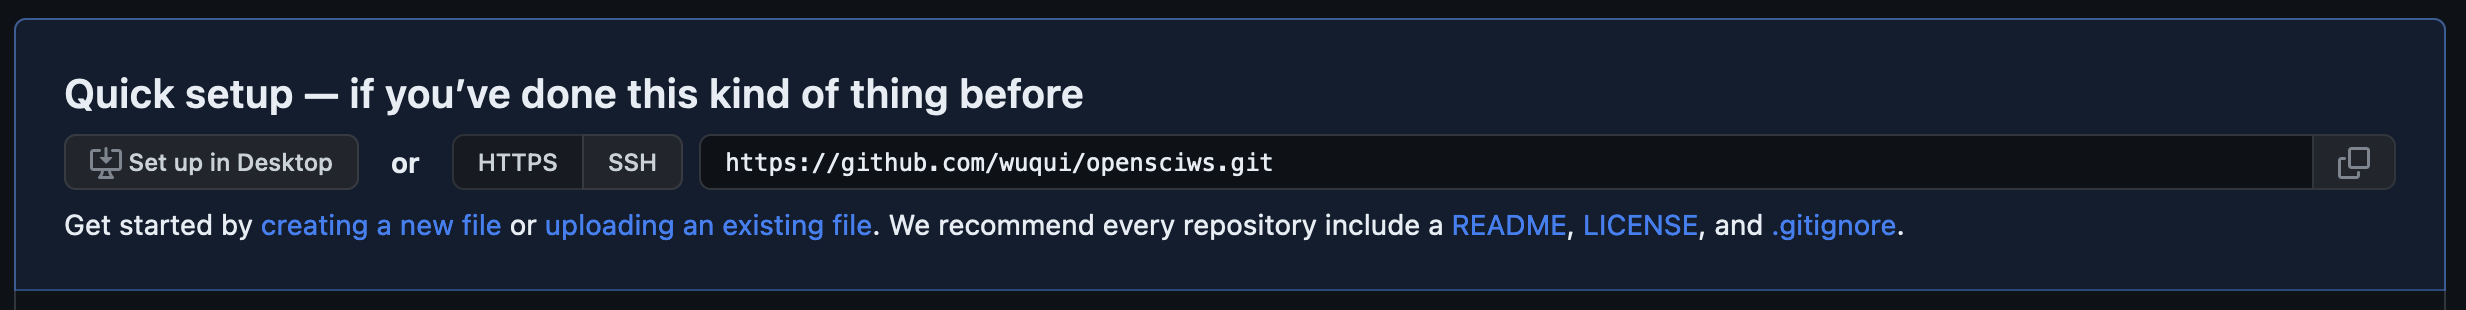 Quick setup — if you’ve done this kind of thing before
Set up in Desktop or HTTPS SSH https://github.com/wuqui/opensciws.git
Get started by creating a new file or uploading an existing file. We recommend every repository include a README, LICENSE, and .gitignore.